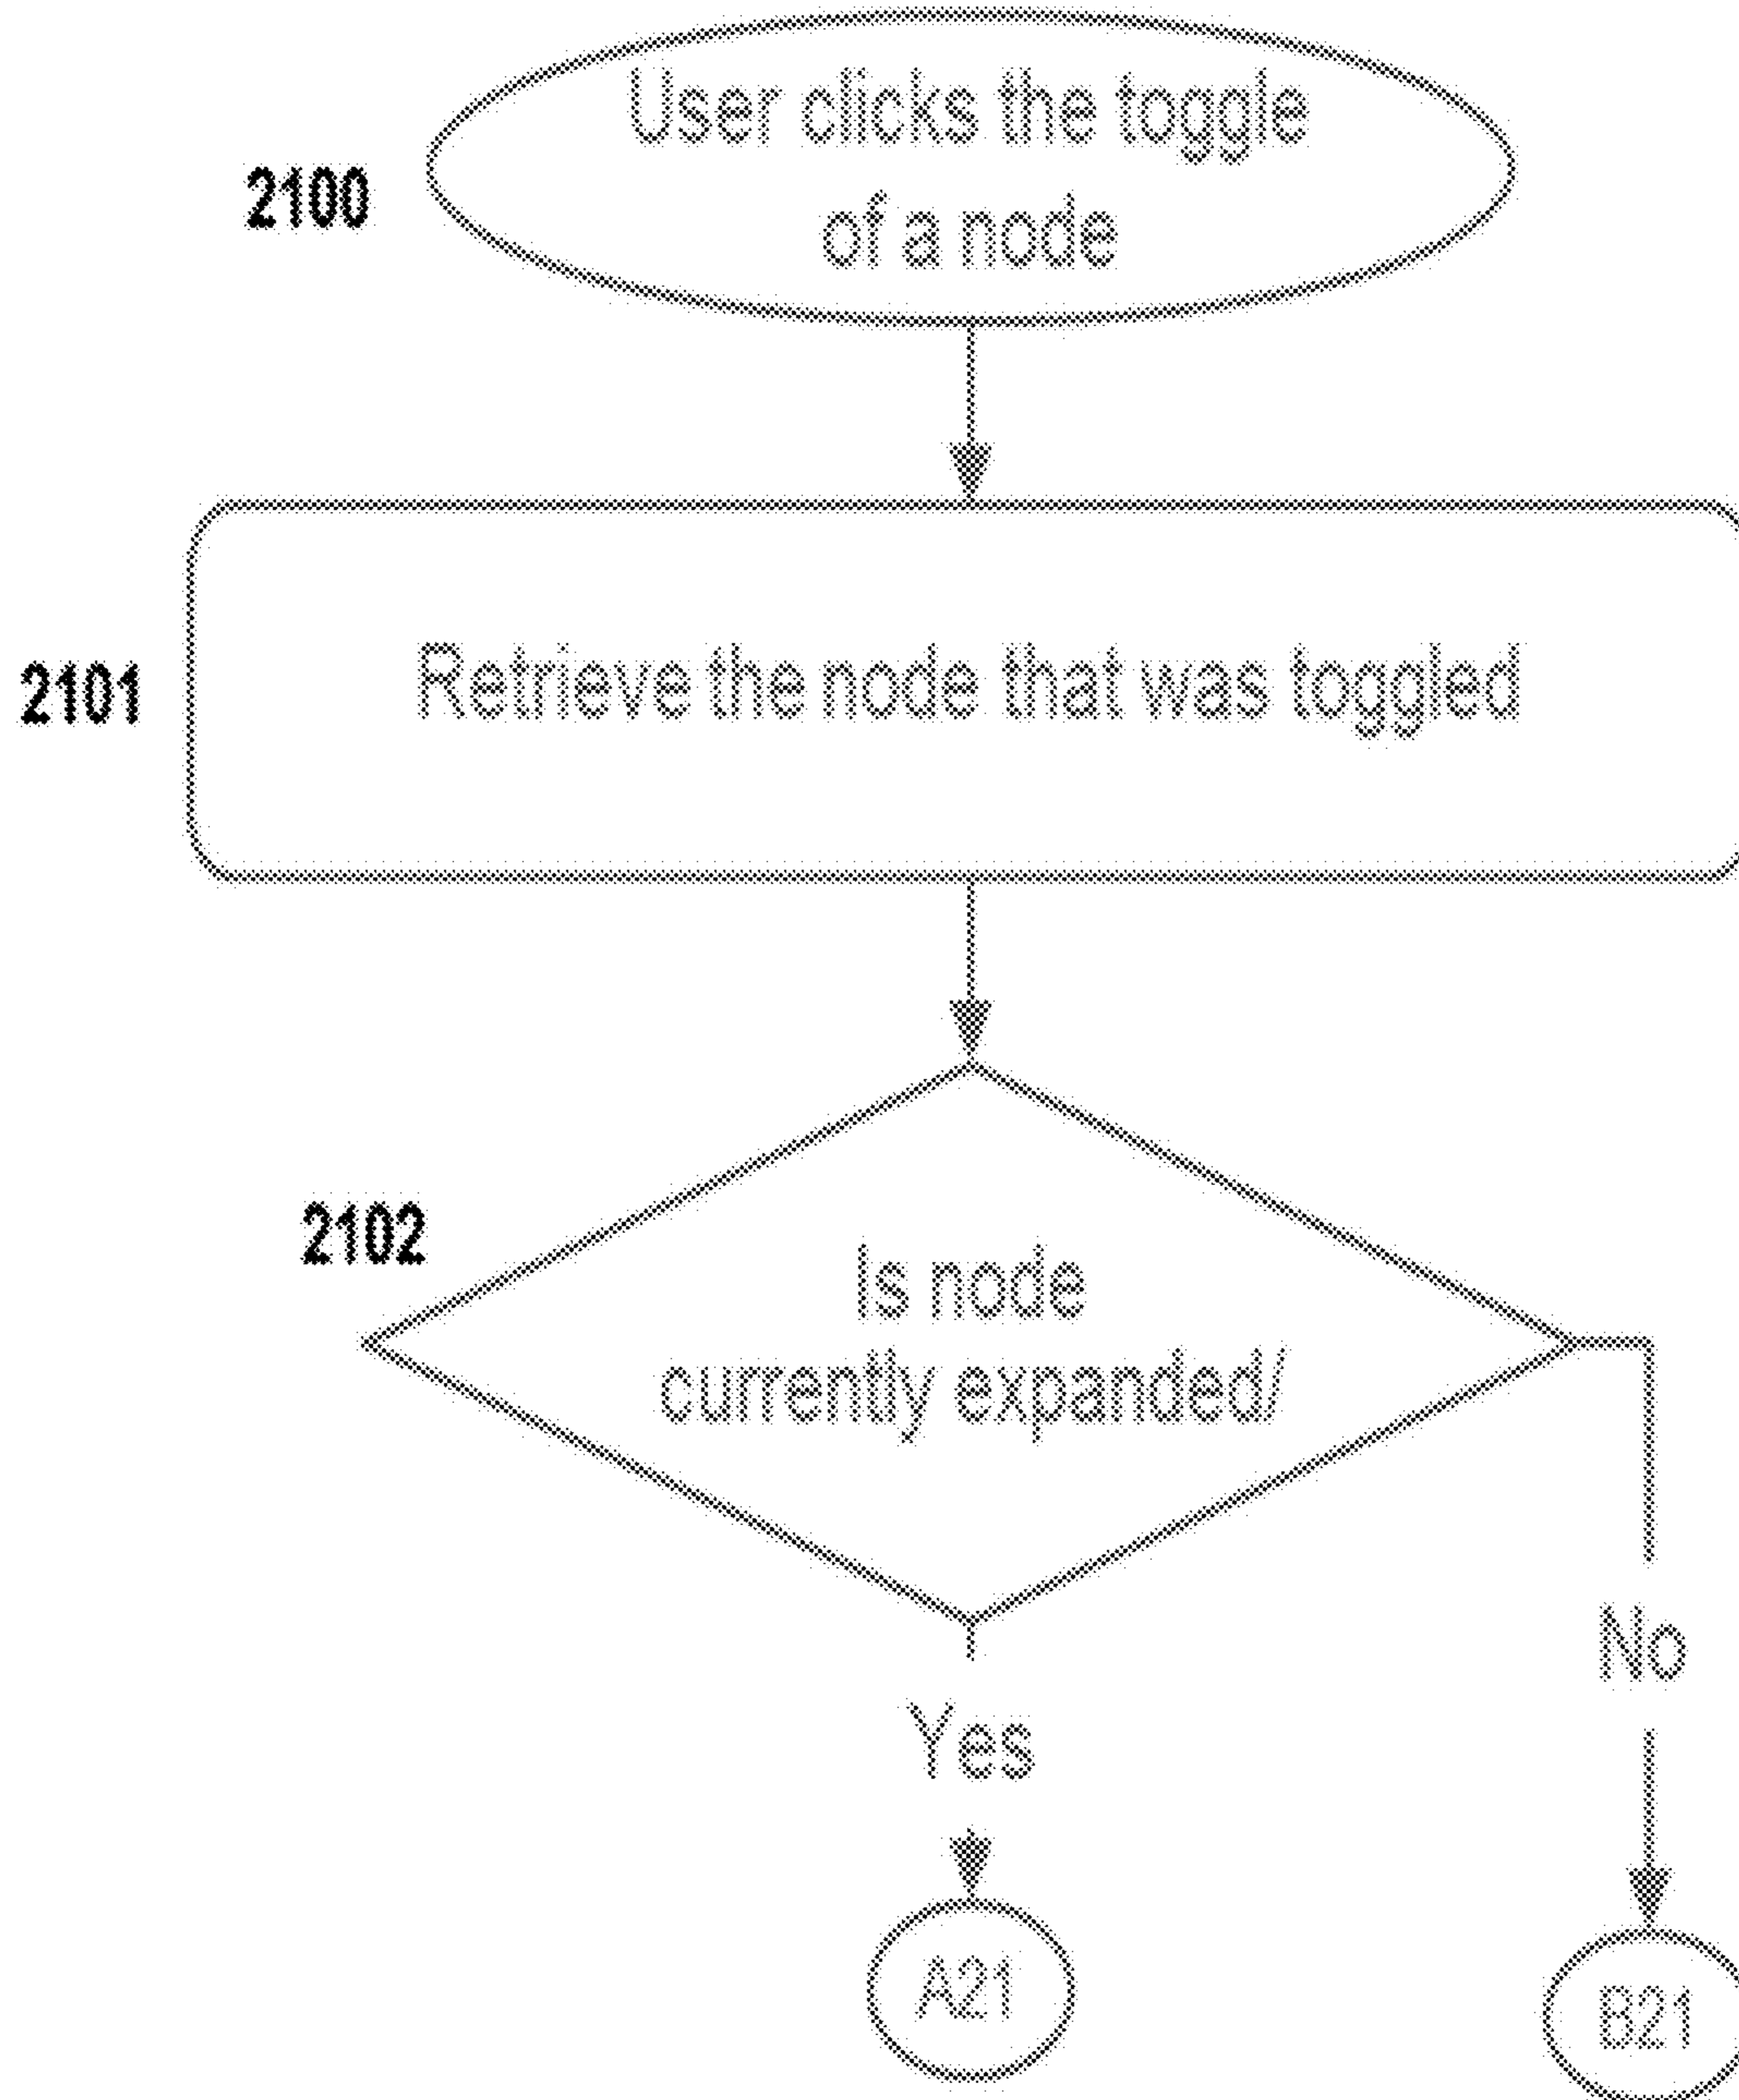 User clicks the toggle
of a node
2100
Retrieve the node that was toggled
2101
2102
Is node
currently expanded/
No
Yes
A21
B21